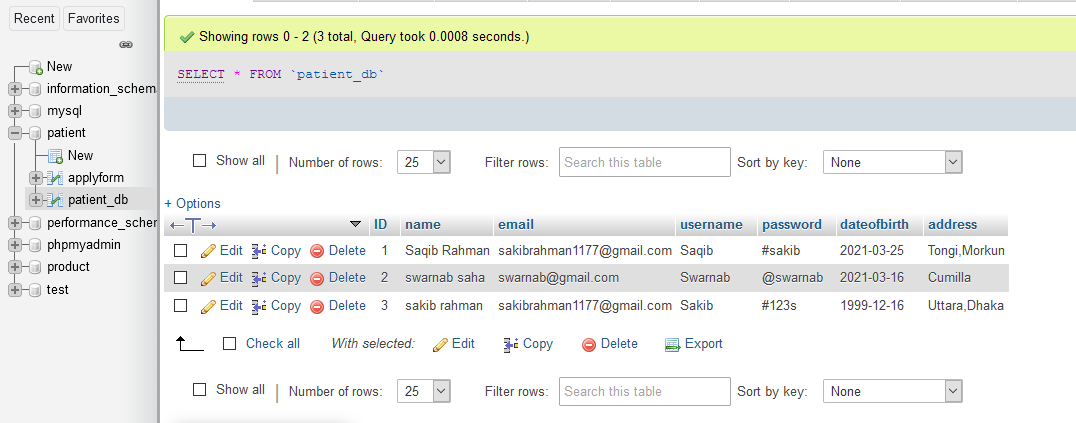 Recent Favorites
New
information_schema
mysql
patient
New
applyform
patient_db
performance_schem
phpmyadmin
product
test
Showing rows 0 - 2 (3 total, Query took 0.0008 seconds.)
SELECT * FROM `patient_db`
Show all | Number of rows: 25 Filter rows: Search this table Sort by key: None
+ Options
←T→ ID name email username password dateofbirth address
Edit Copy Delete 1 Saqib Rahman sakibrahman1177@gmail.com Saqib #sakib 2021-03-25 Tongi,Morkun
Edit Copy Delete 2 swarnab saha swarnab@gmail.com Swarnab @swarnab 2021-03-16 Cumilla
Edit Copy Delete 3 sakib rahman sakibrahman1177@gmail.com Sakib #123s 1999-12-16 Uttara,Dhaka
Check all With selected: Edit Copy Delete Export
Show all | Number of rows: 25 Filter rows: Search this table Sort by key: None